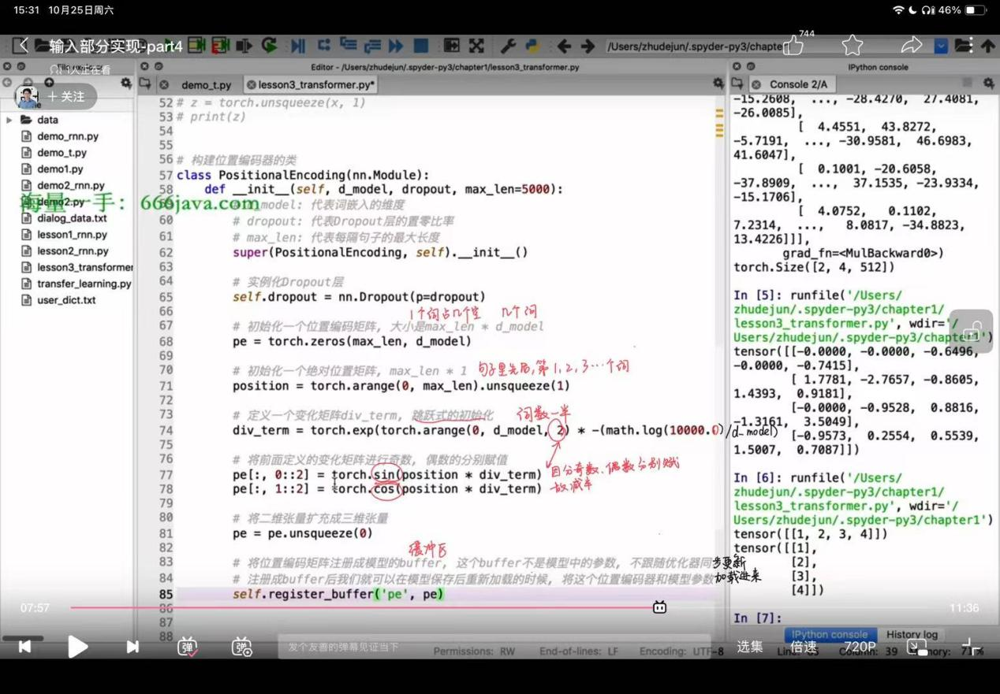 15:31 10月25日周六
46%
输入部分实现-part4
744
/Users/zhudejun/.spyder-py3/chapte
1人正在看
+ 关注
Editor - /Users/zhudejun/.spyder-py3/chapter1/lesson3_transformer.py
IPython console
demo_t.py
lesson3_transformer.py*
Console 2/A
data
demo_rnn.py
demo_t.py
demo1.py
demo2_rnn.py
demo2.py
dialog_data.txt
lesson1_rnn.py
lesson2_rnn.py
lesson3_transformer
transfer_learning.py
user_dict.txt
海量一手：666java.com
52 # z = torch.unsqueeze(x, 1)
53 # print(z)
54
55
56 # 构建位置编码器的类
57 class PositionalEncoding(nn.Module):
58 def __init__(self, d_model, dropout, max_len=5000):
_model: 代表词嵌入的维度
60 # dropout: 代表Dropout层的置零比率
61 # max_len: 代表每隔句子的最大长度
62 super(PositionalEncoding, self).__init__()
63
64 # 实例化Dropout层
65 self.dropout = nn.Dropout(p=dropout)
66
1个词占几个空 几个词
67 # 初始化一个位置编码矩阵, 大小是max_len * d_model
68 pe = torch.zeros(max_len, d_model)
69
70 # 初始化一个绝对位置矩阵, max_len * 1 句子里先后,第1,2,3…个词
71 position = torch.arange(0, max_len).unsqueeze(1)
72
73 # 定义一个变化矩阵div_term, 跳跃式的初始化 词数一半
74 div_term = torch.exp(torch.arange(0, d_model, 2) * -(math.log(10000.0)/d_model)
75
76 # 将前面定义的变化矩阵进行奇数, 偶数的分别赋值
77 pe[:, 0::2] = torch.sin(position * div_term) 因分奇数、偶数分别赋
78 pe[:, 1::2] = torch.cos(position * div_term) 故减半
79
80 # 将二维张量扩充成三维张量
81 pe = pe.unsqueeze(0)
82 缓冲区
83 # 将位置编码矩阵注册成模型的buffer, 这个buffer不是模型中的参数, 不跟随优化器同步更新
84 # 注册成buffer后我们就可以在模型保存后重新加载的时候, 将这个位置编码器和模型参数加载进来
85 self.register_buffer('pe', pe)
86
87
88
-15.2608, ..., -28.4270, 27.4081,
-26.0085],
[ 4.4551, 43.8272,
-5.7191, ..., -30.9581, 46.6983,
41.6047],
[ 0.1001, -20.6058,
-37.8909, ..., 37.1535, -23.9334,
-15.1706],
[ 4.0752, 0.1102,
7.2314, ..., 8.0817, -34.8823,
13.4226]]],
grad_fn=<MulBackward0>)
torch.Size([2, 4, 512])
In [5]: runfile('/Users/
zhudejun/.spyder-py3/chapter1/
lesson3_transformer.py', wdir='/
Users/zhudejun/.spyder-py3/chapter1')
tensor([[-0.0000, -0.0000, -0.6496,
-0.0000, -0.7415],
[ 1.7781, -2.7657, -0.8605,
1.4393, 0.9181],
[-0.0000, -0.9528, 0.8816,
-1.3161, 3.5049],
[-0.9573, 0.2554, 0.5539,
1.5007, 0.7087]])
In [6]: runfile('/Users/
zhudejun/.spyder-py3/chapter1/
lesson3_transformer.py', wdir='/
Users/zhudejun/.spyder-py3/chapter1')
tensor([[1, 2, 3, 4]])
tensor([[1],
[2],
[3],
[4]])
In [7]:
07:57
11:36
IPython console
History log
发个友善的弹幕见证当下
Permissions: RW
End-of-lines: LF
Encoding: UTF-8
Column: 39
选集
倍速
720P